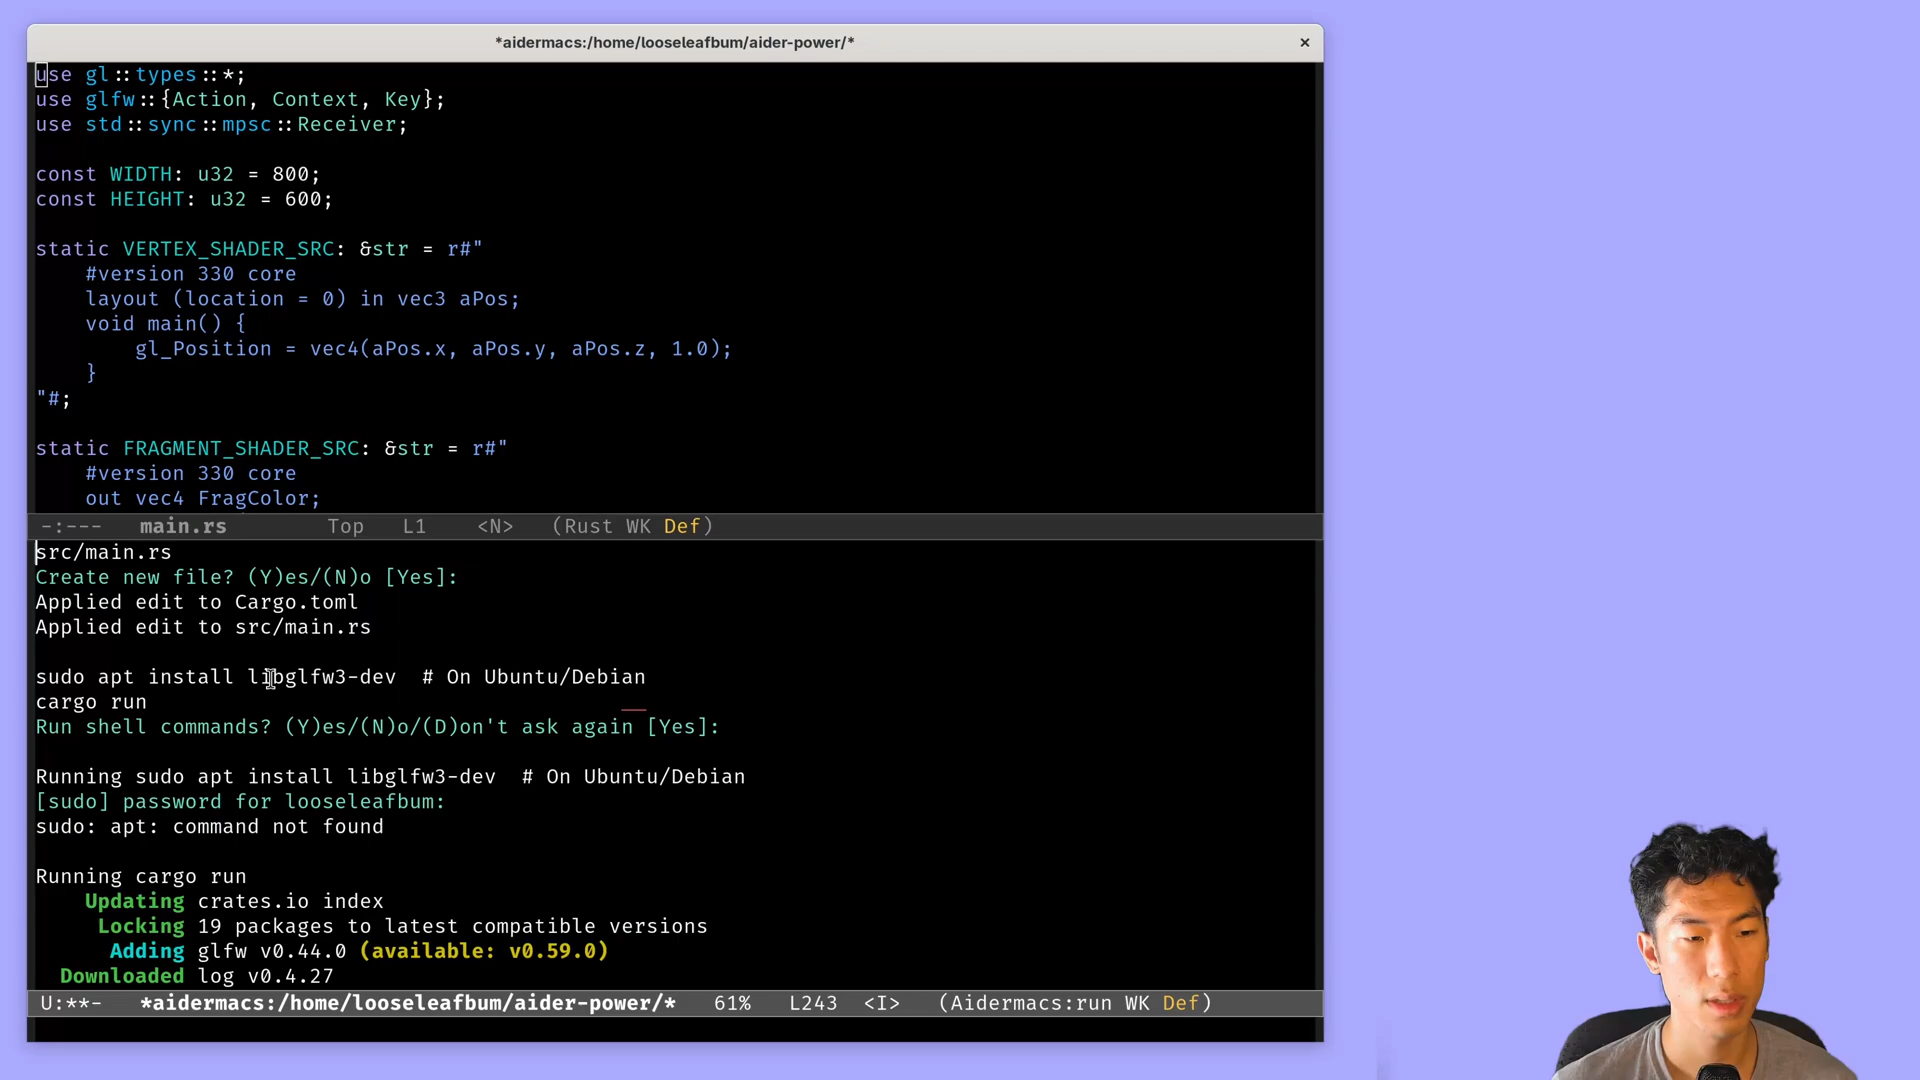 *aidermacs:/home/looseleafbum/aider-power/*
use gl::types::*;
use glfw::{Action, Context, Key};
use std::sync::mpsc::Receiver;
const WIDTH: u32 = 800;
const HEIGHT: u32 = 600;
static VERTEX_SHADER_SRC: &str = r#"
#version 330 core
layout (location = 0) in vec3 aPos;
void main() {
gl_Position = vec4(aPos.x, aPos.y, aPos.z, 1.0);
}
"#;
static FRAGMENT_SHADER_SRC: &str = r#"
#version 330 core
out vec4 FragColor;
-:---   main.rs        Top   L1    <N>   (Rust WK Def)
src/main.rs
Create new file? (Y)es/(N)o [Yes]:
Applied edit to Cargo.toml
Applied edit to src/main.rs
sudo apt install libglfw3-dev  # On Ubuntu/Debian
cargo run
Run shell commands? (Y)es/(N)o/(D)on't ask again [Yes]:
Running sudo apt install libglfw3-dev  # On Ubuntu/Debian
[sudo] password for looseleafbum:
sudo: apt: command not found
Running cargo run
Updating crates.io index
Locking 19 packages to latest compatible versions
Adding glfw v0.44.0 (available: v0.59.0)
Downloaded log v0.4.27
U:**-   *aidermacs:/home/looseleafbum/aider-power/*   61%   L243  <I>   (Aidermacs:run WK Def)